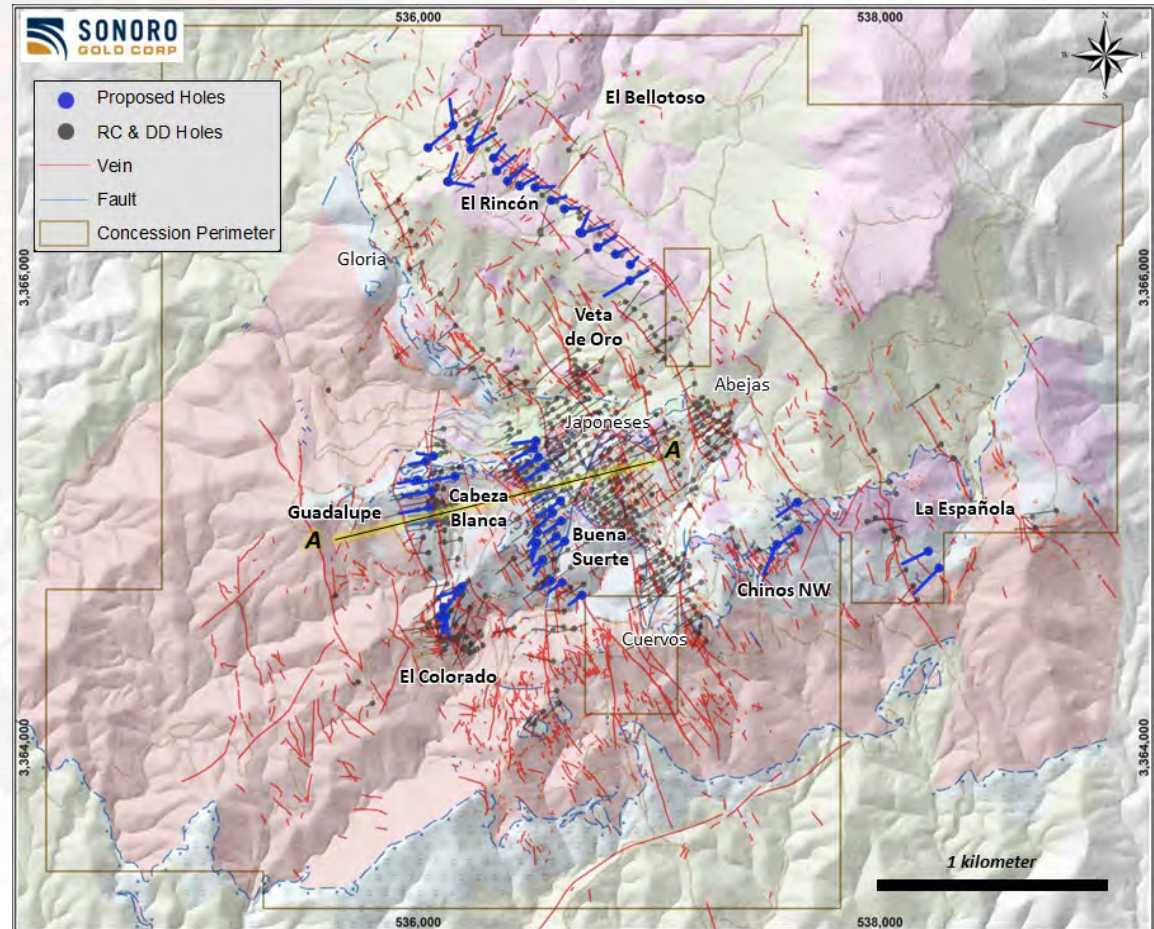 SONORO
GOLD CORP
Proposed Holes
RC & DD Holes
Vein
Fault
Concession Perimeter
536,000
538,000
N
W
E
S
El Bellotoso
El Rincón
Gloria
3,366,000
3,366,000
Veta
de Oro
Abejas
Japoneses
A
Cabeza
Blanca
Guadalupe
A
La Española
Buena
Suerte
Chinos NW
Cuervos
El Colorado
3,364,000
3,364,000
1 kilometer
536,000
538,000